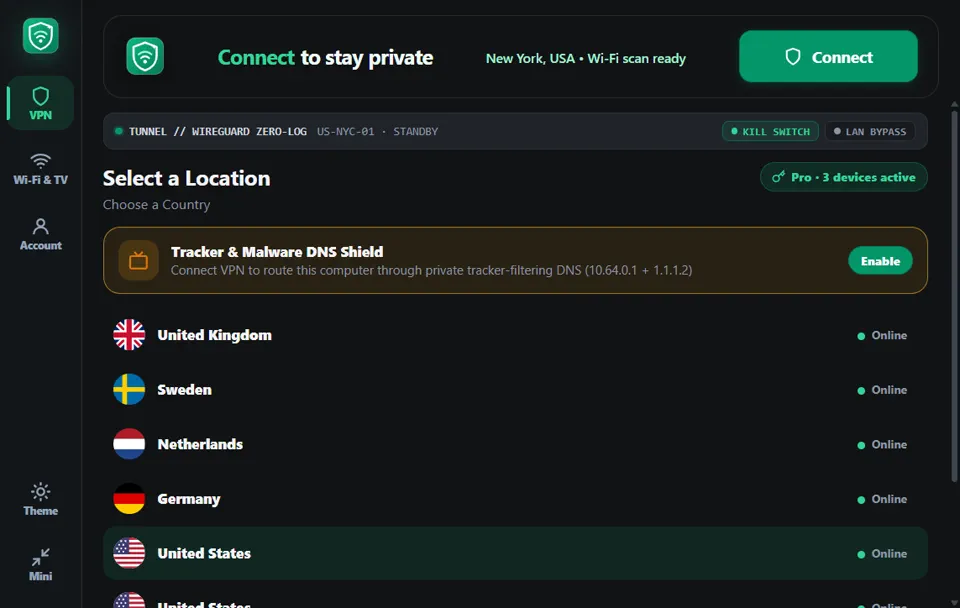 VPN
Wi-Fi & TV
Account
Theme
Mini
Connect to stay private
New York, USA • Wi-Fi scan ready
Connect
TUNNEL // WIREGUARD ZERO-LOG US-NYC-01 · STANDBY
KILL SWITCH
LAN BYPASS
Select a Location
Choose a Country
Pro · 3 devices active
Tracker & Malware DNS Shield
Connect VPN to route this computer through private tracker-filtering DNS (10.64.0.1 + 1.1.1.2)
Enable
United Kingdom Online
Sweden Online
Netherlands Online
Germany Online
United States Online
United States Online